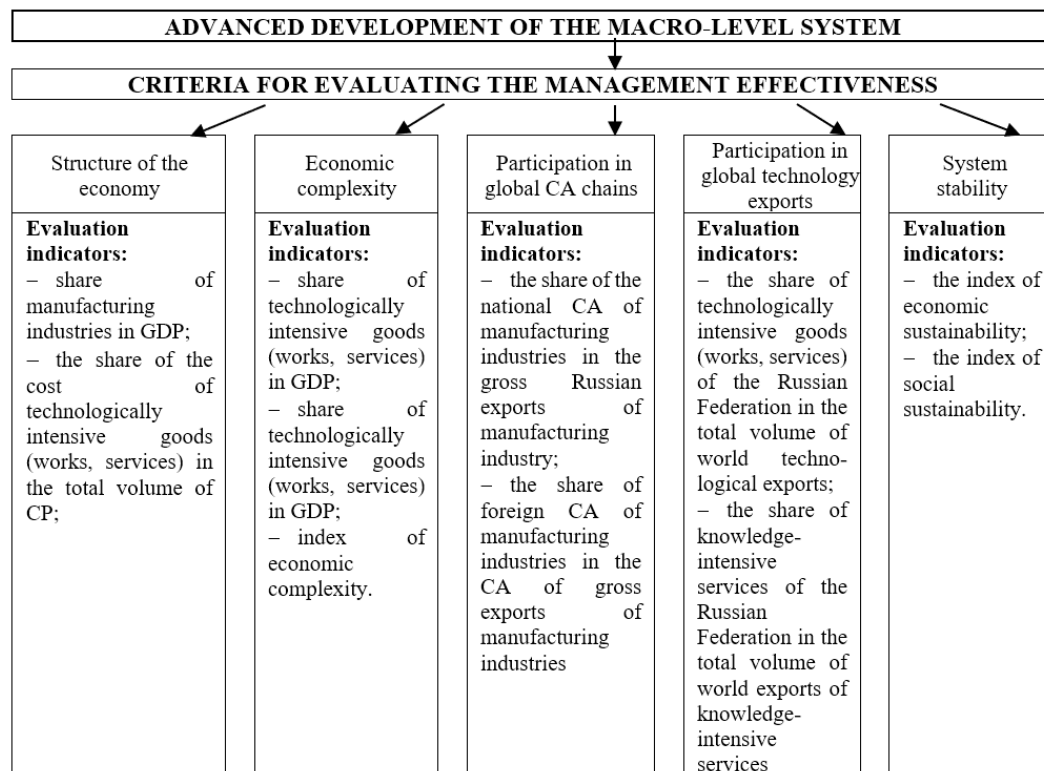 ADVANCED DEVELOPMENT OF THE MACRO-LEVEL SYSTEM
CRITERIA FOR EVALUATING THE MANAGEMENT EFFECTIVENESS
Structure of the
economy
Evaluation
indicators:
– share of
manufacturing
industries in GDP;
– the share of the
cost of
technologically
intensive goods
(works, services) in
the total volume of
CP;
Economic
complexity
Evaluation
indicators:
– share of
technologically
intensive goods
(works, services)
in GDP;
– share of
technologically
intensive goods
(works, services)
in GDP;
– index of
economic
complexity.
Participation in
global CA chains
Evaluation
indicators:
– the share of the
national CA of
manufacturing
industries in the
gross Russian
exports of
manufacturing
industry;
– the share of
foreign CA of
manufacturing
industries in the
CA of gross
exports of
manufacturing
industries
Participation in
global technology
exports
Evaluation
indicators:
– the share of
technologically
intensive goods
(works, services)
of the Russian
Federation in the
total volume of
world techno-
logical exports;
– the share of
knowledge-
intensive
services of the
Russian
Federation in the
total volume of
world exports of
knowledge-
intensive
services
System
stability
Evaluation
indicators:
– the index of
economic
sustainability;
– the index of
social
sustainability.